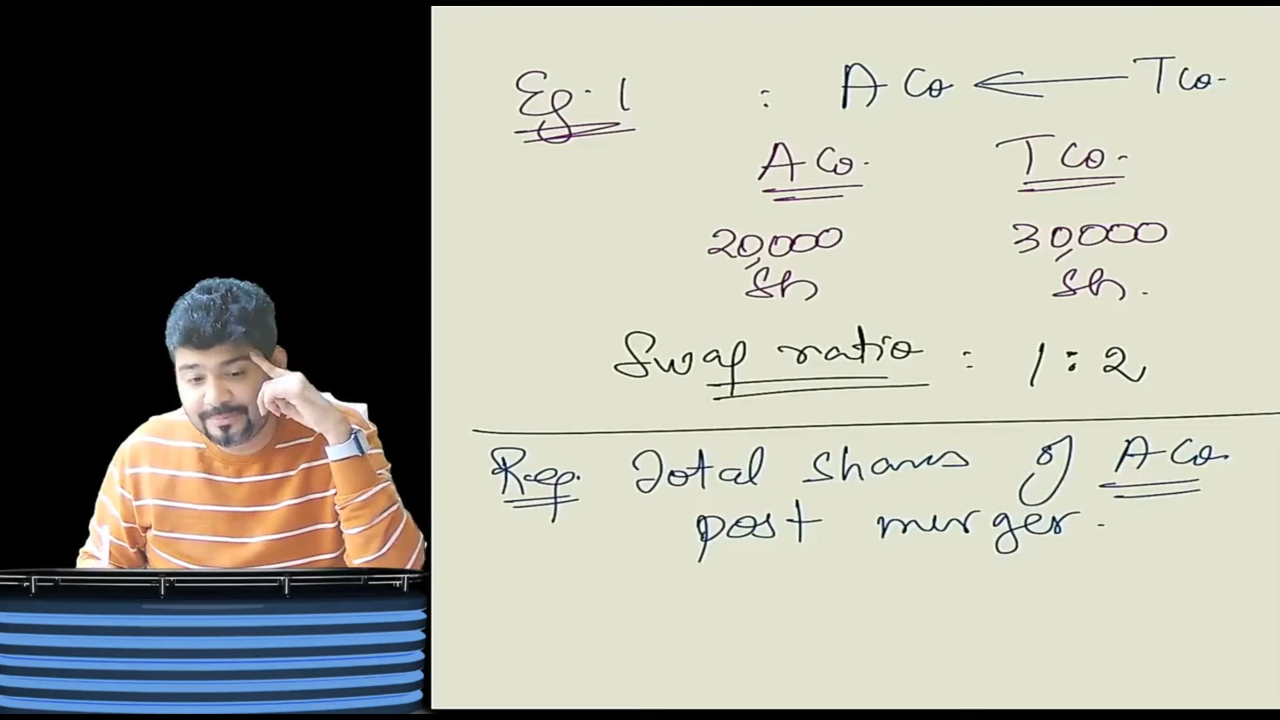 Eg.1 : A Co ← T Co.
A Co. T Co.
20,000 30,000
Sh Sh.
Swap ratio : 1 : 2
Req. Total shares of A Co.
post merger.